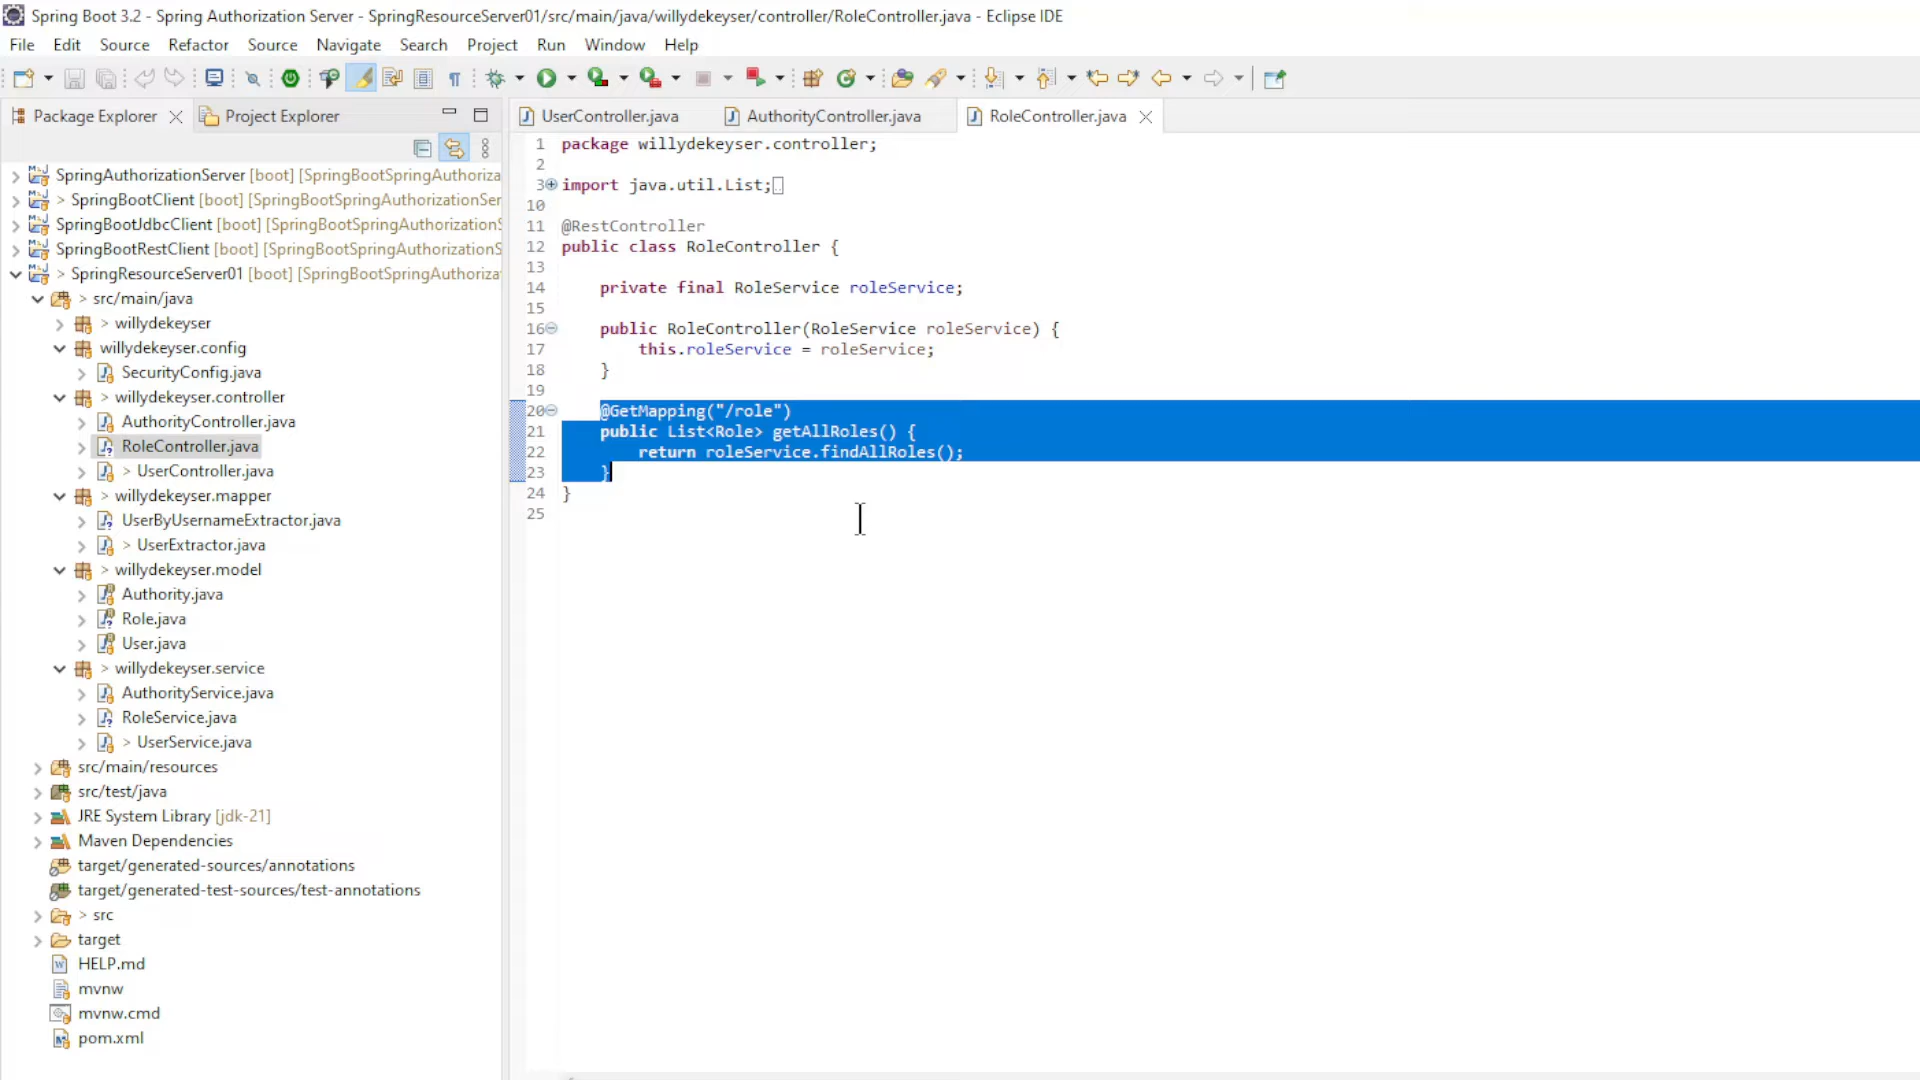 Spring Boot 3.2 - Spring Authorization Server - SpringResourceServer01/src/main/java/willydekeyser/controller/RoleController.java - Eclipse IDE
File Edit Source Refactor Source Navigate Search Project Run Window Help
Package Explorer Project Explorer
UserController.java AuthorityController.java RoleController.java
SpringAuthorizationServer [boot] [SpringBootSpringAuthoriza
> SpringBootClient [boot] [SpringBootSpringAuthorizationSer
SpringBootJdbcClient [boot] [SpringBootSpringAuthorizationS
SpringBootRestClient [boot] [SpringBootSpringAuthorizationS
> SpringResourceServer01 [boot] [SpringBootSpringAuthoriza
> src/main/java
> willydekeyser
willydekeyser.config
SecurityConfig.java
willydekeyser.controller
AuthorityController.java
RoleController.java
> UserController.java
> willydekeyser.mapper
UserByUsernameExtractor.java
> UserExtractor.java
> willydekeyser.model
Authority.java
Role.java
User.java
> willydekeyser.service
AuthorityService.java
RoleService.java
> UserService.java
src/main/resources
src/test/java
JRE System Library [jdk-21]
Maven Dependencies
target/generated-sources/annotations
target/generated-test-sources/test-annotations
> src
target
HELP.md
mvnw
mvnw.cmd
pom.xml
1 package willydekeyser.controller;
2
3 import java.util.List;
10
11 @RestController
12 public class RoleController {
13
14 private final RoleService roleService;
15
16 public RoleController(RoleService roleService) {
17 this.roleService = roleService;
18 }
19
20 @GetMapping("/role")
21 public List<Role> getAllRoles() {
22 return roleService.findAllRoles();
23 }
24 }
25